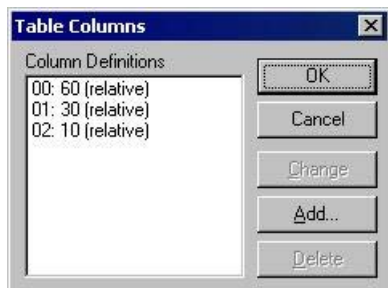 Table Columns
Column Definitions
00: 60 (relative)
01: 30 (relative)
02: 10 (relative)
OK
Cancel
Change
Add...
Delete